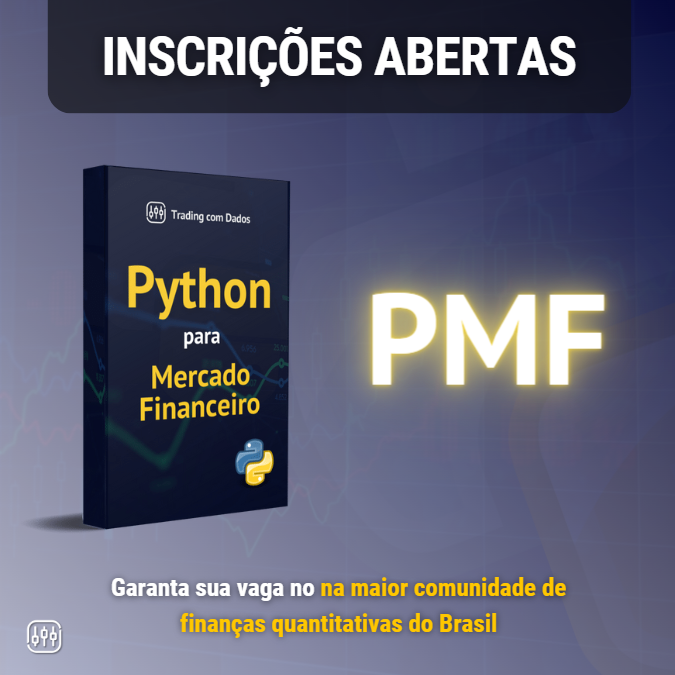 INSCRIÇÕES ABERTAS
Trading com Dados
Python
para
Mercado
Financeiro
PMF
Garanta sua vaga no na maior comunidade de
finanças quantitativas do Brasil